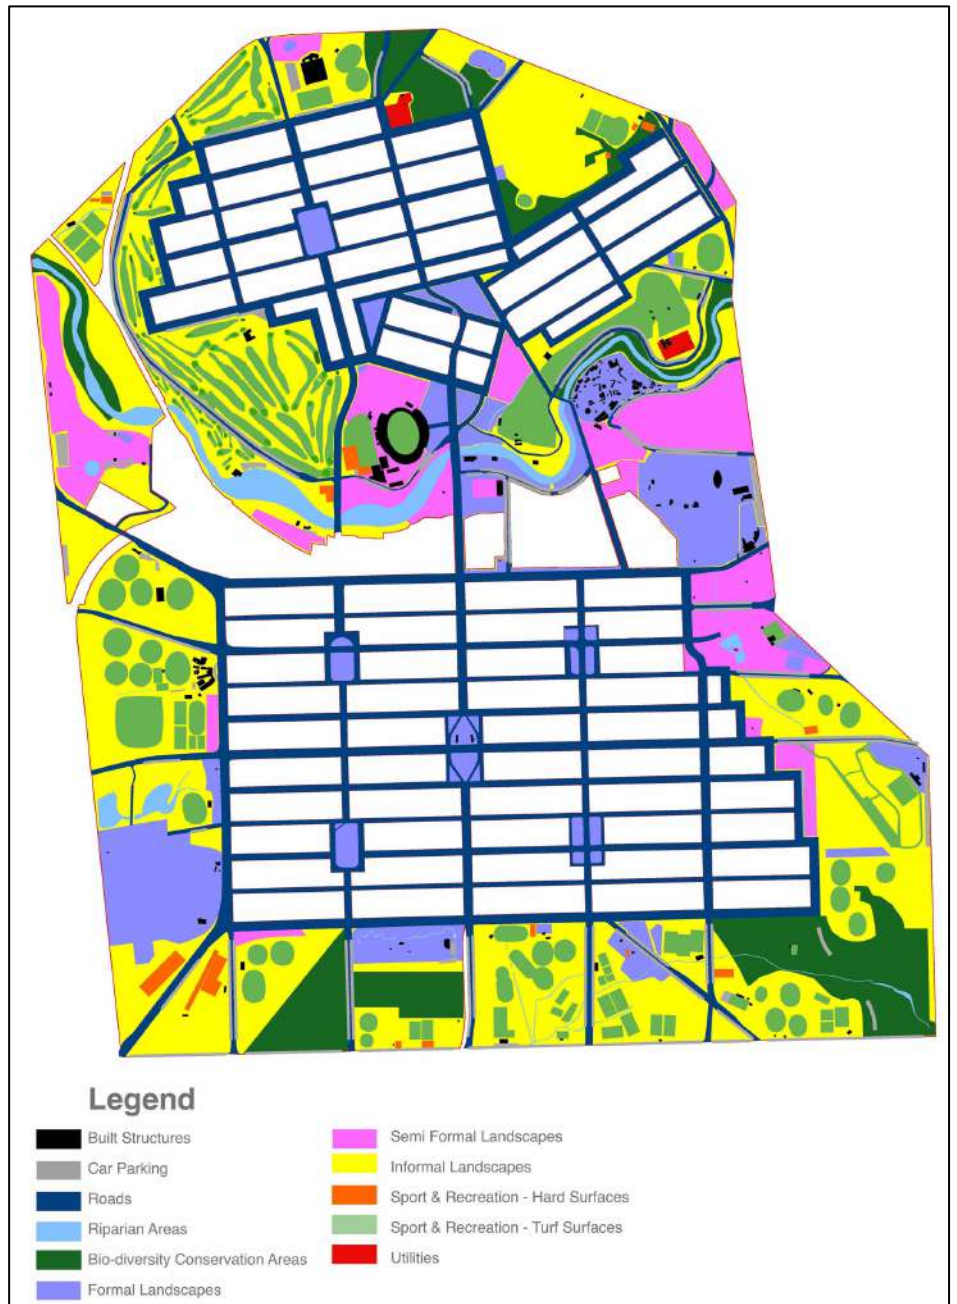 Legend
Built Structures
Car Parking
Roads
Riparian Areas
Bio-diversity Conservation Areas
Formal Landscapes
Semi Formal Landscapes
Informal Landscapes
Sport & Recreation - Hard Surfaces
Sport & Recreation - Turf Surfaces
Utilities